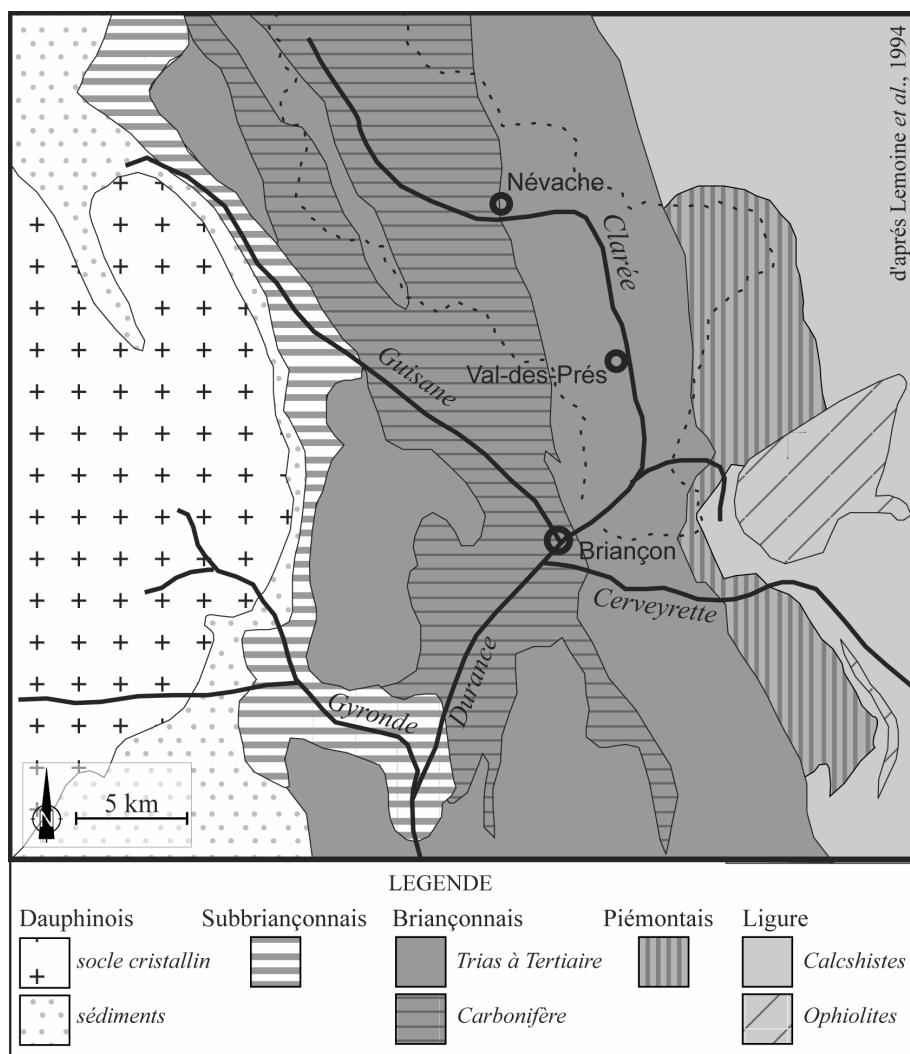 d'aprés Lemoine et al., 1994
Névache
Clarée
Val-des-Prés
Guisane
Briançon
Cerveyrette
Durance
Gyronde
N
5 km
LEGENDE
Dauphinois
Subbriançonnais
Briançonnais
Piémontais
Ligure
socle cristallin
Trias à Tertiaire
Calcshistes
sédiments
Carbonifère
Ophiolites